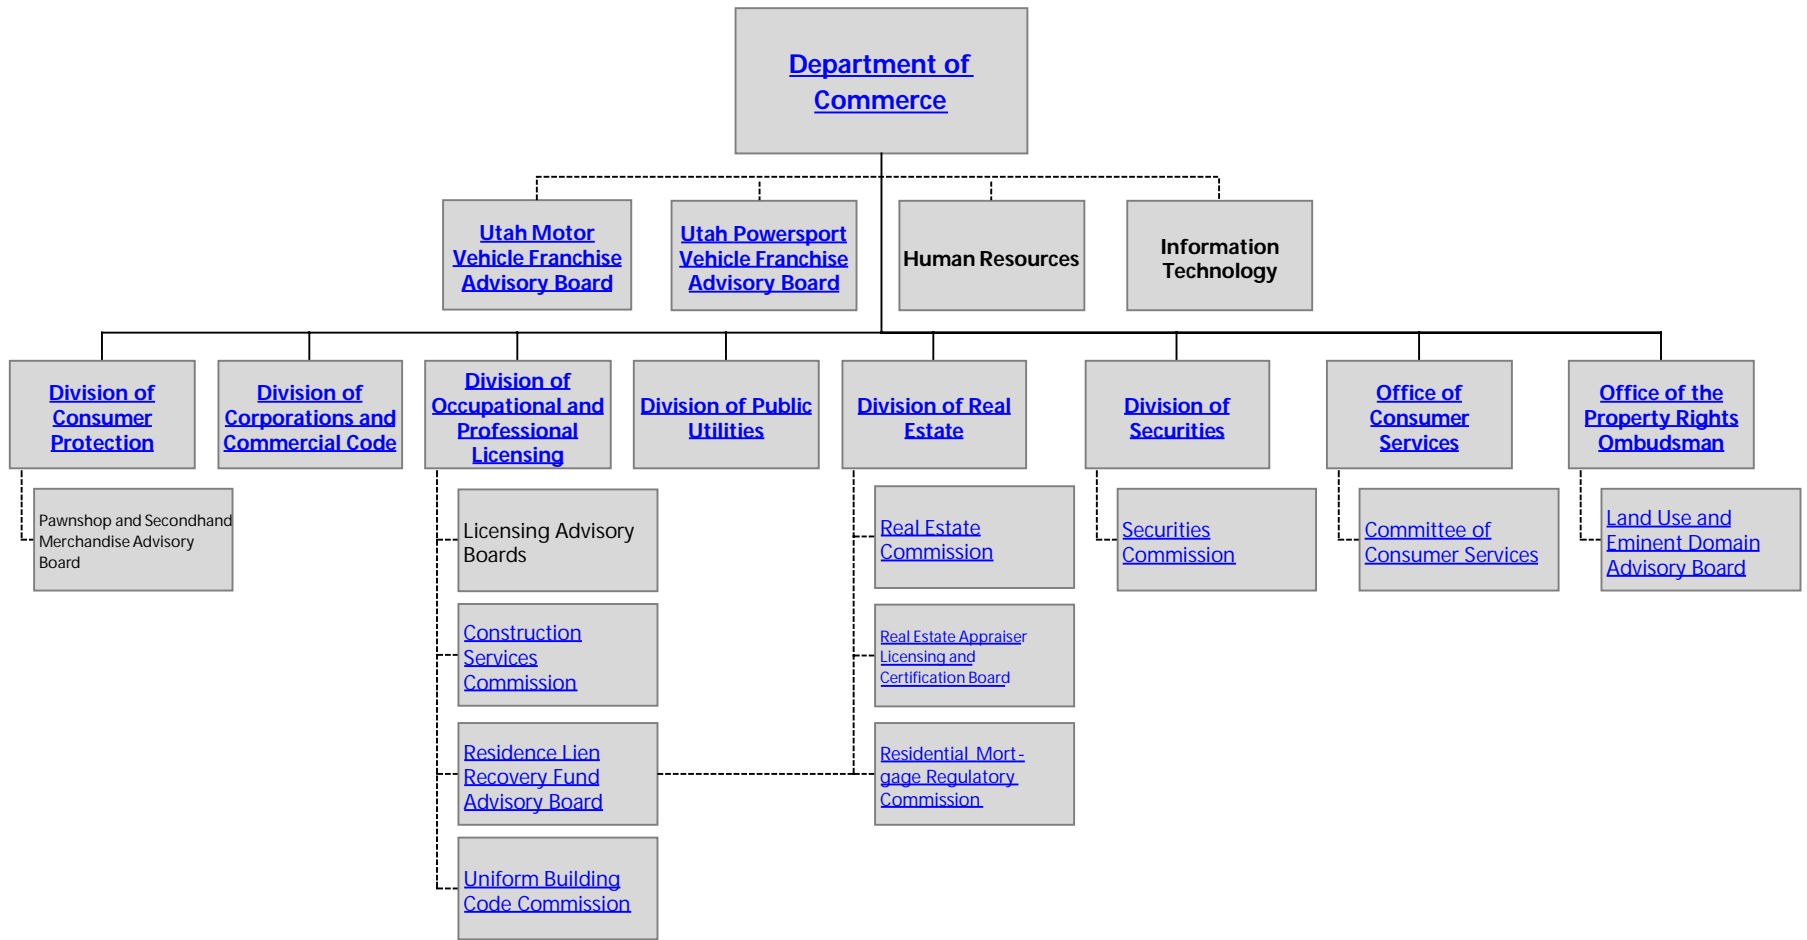 Department of
Commerce
Utah Motor
Vehicle Franchise
Advisory Board
Utah Powersport
Vehicle Franchise
Advisory Board
Human Resources
Information
Technology
Division of
Consumer
Protection
Division of
Corporations and
Commercial Code
Division of
Occupational and
Professional
Licensing
Division of Public
Utilities
Division of Real
Estate
Division of
Securities
Office of
Consumer
Services
Office of the
Property Rights
Ombudsman
Pawnshop and Secondhand
Merchandise Advisory
Board
Licensing Advisory
Boards
Real Estate
Commission
Securities
Commission
Committee of
Consumer Services
Land Use and
Eminent Domain
Advisory Board
Construction
Services
Commission
Real Estate Appraiser
Licensing and
Certification Board
Residence Lien
Recovery Fund
Advisory Board
Residential Mort-
gage Regulatory
Commission
Uniform Building
Code Commission